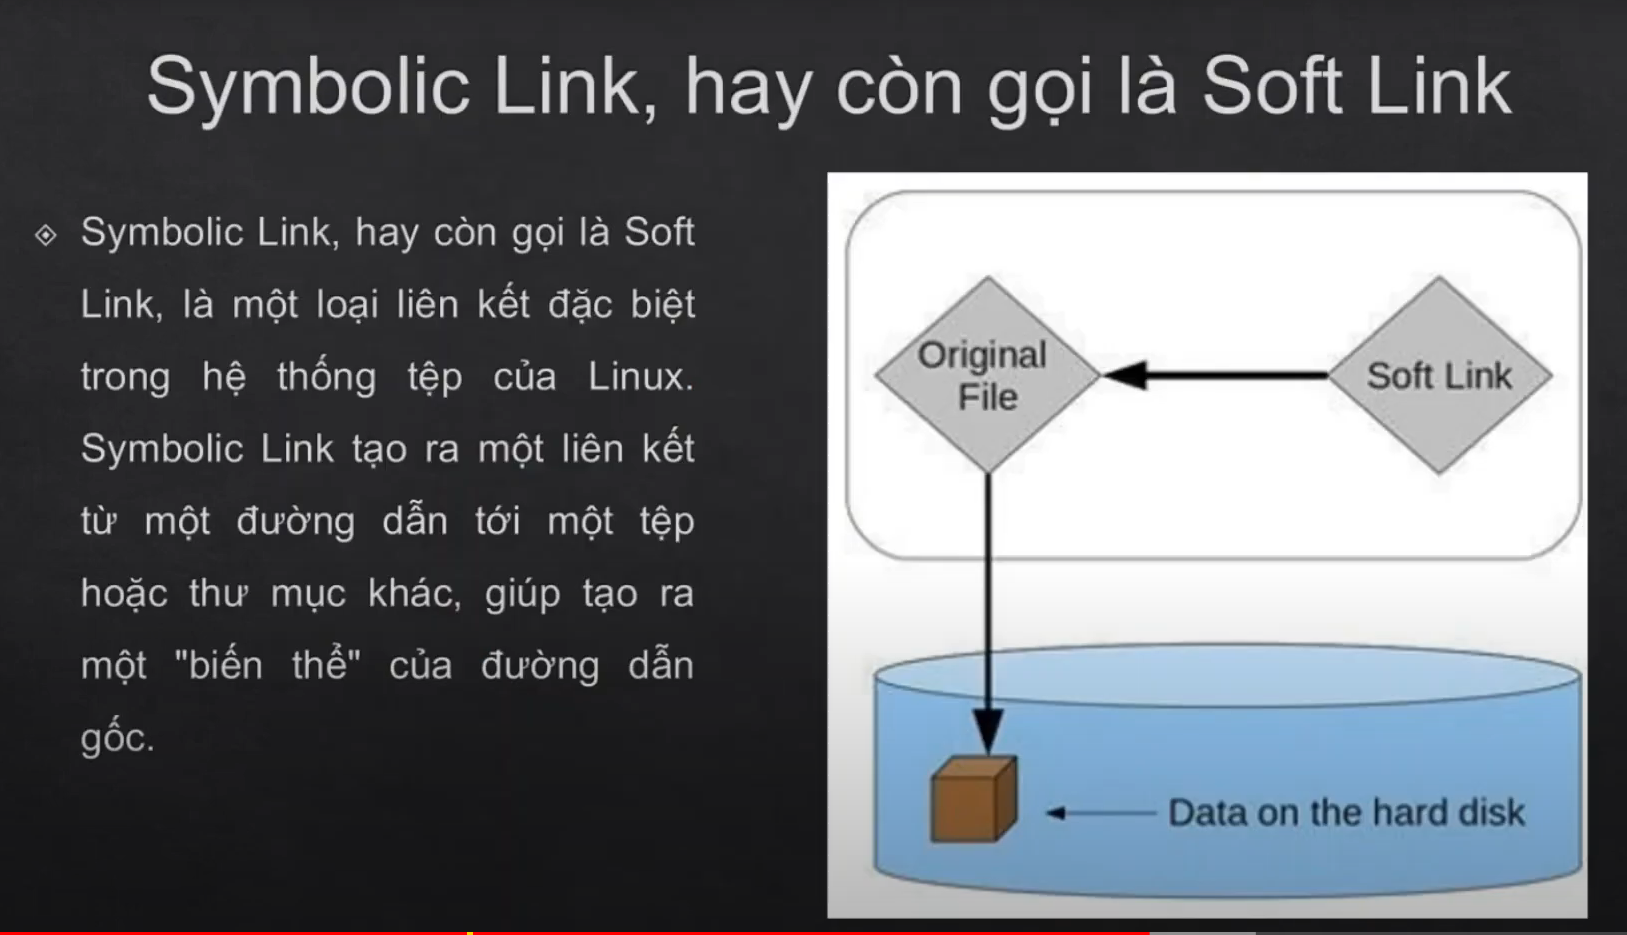 Symbolic Link, hay còn gọi là Soft Link
Symbolic Link, hay còn gọi là Soft
Link, là một loại liên kết đặc biệt
trong hệ thống tệp của Linux.
Symbolic Link tạo ra một liên kết
từ một đường dẫn tới một tệp
hoặc thư mục khác, giúp tạo ra
một "biến thể" của đường dẫn
gốc.
Original
File
Soft Link
Data on the hard disk